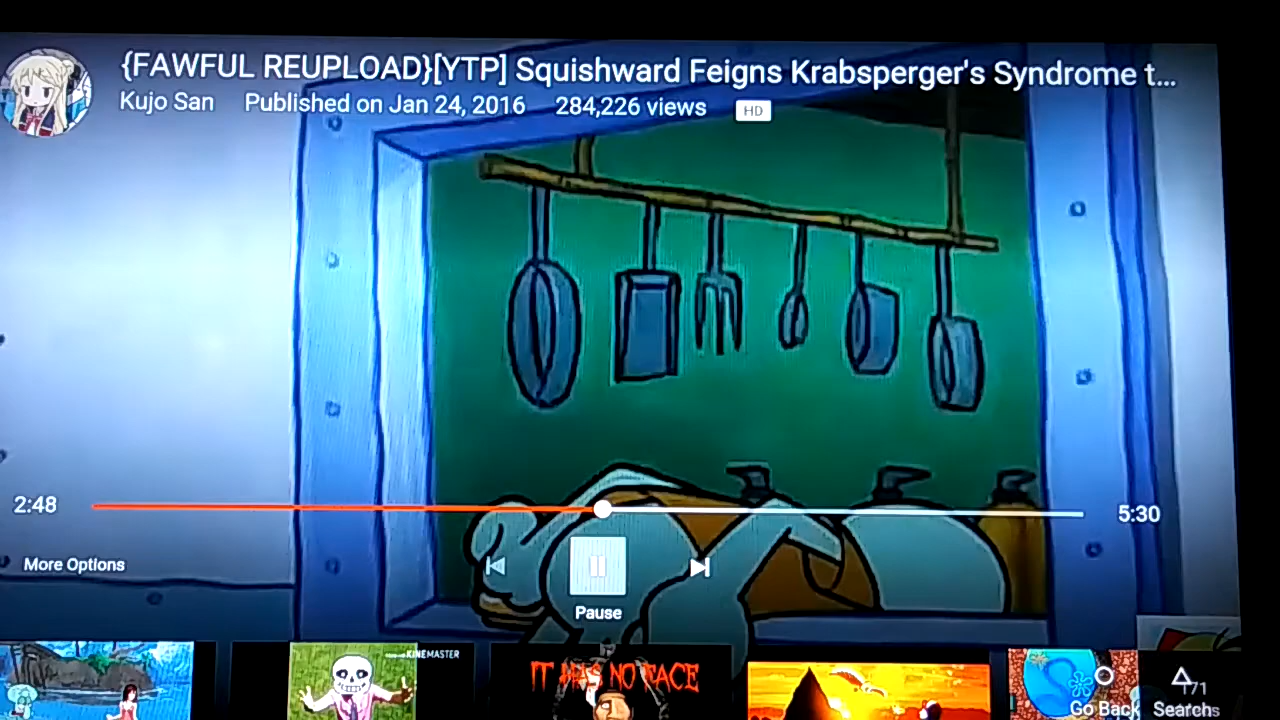 {FAWFUL REUPLOAD}[YTP] Squishward Feigns Krabsperger's Syndrome t...
Kujo San Published on Jan 24, 2016 284,226 views HD
2:48 5:30
More Options
Pause
KINEMASTER
IT HAS NO FACE
Go Back Search